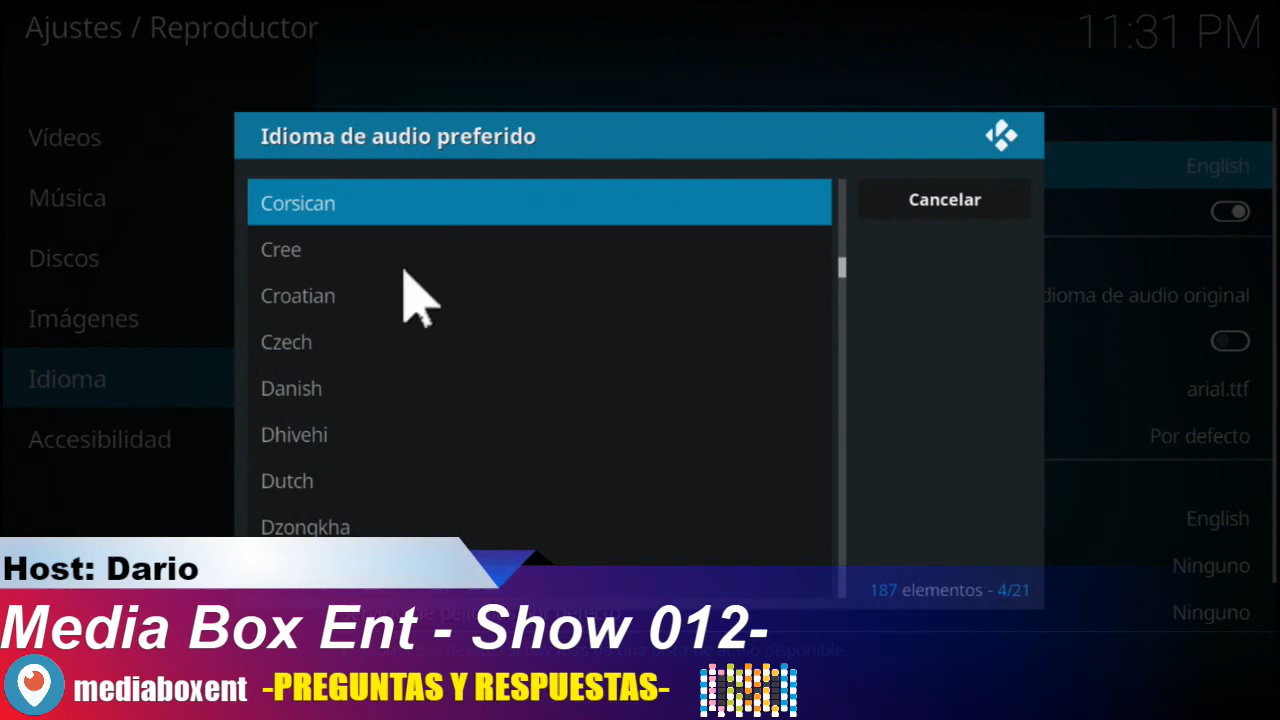 Ajustes / Reproductor
11:31 PM
Vídeos
Música
Discos
Imágenes
Idioma
Accesibilidad
Idioma de audio preferido
Corsican
Cree
Croatian
Czech
Danish
Dhivehi
Dutch
Dzongkha
Cancelar
187 elementos - 4/21
English
dioma de audio original
arial.ttf
Por defecto
English
Ninguno
Ninguno
Host: Dario
Media Box Ent - Show 012-
mediaboxent -PREGUNTAS Y RESPUESTAS-